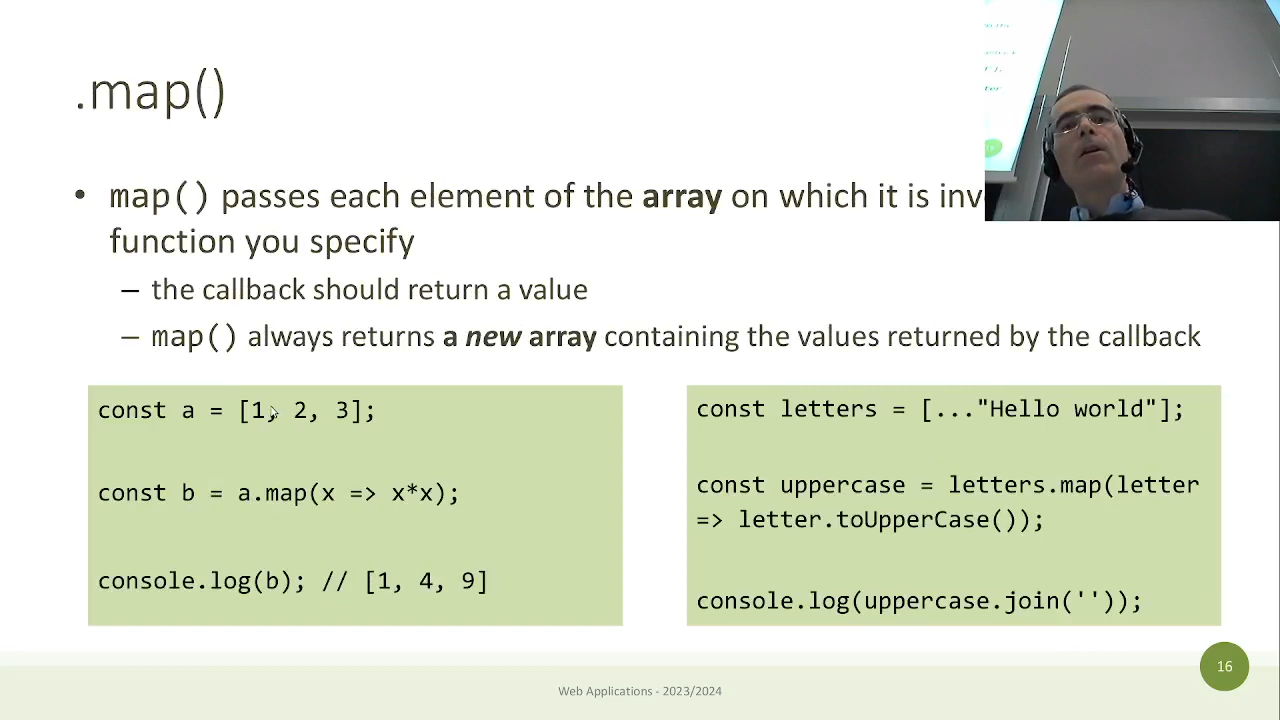 .map()
• map() passes each element of the array on which it is
function you specify
– the callback should return a value
– map() always returns a new array containing the values returned by the callback
const a = [1, 2, 3];
const b = a.map(x => x*x);
console.log(b); // [1, 4, 9]
const letters = [..."Hello world"];
const uppercase = letters.map(letter
=> letter.toUpperCase());
console.log(uppercase.join(''));
16
Web Applications - 2023/2024